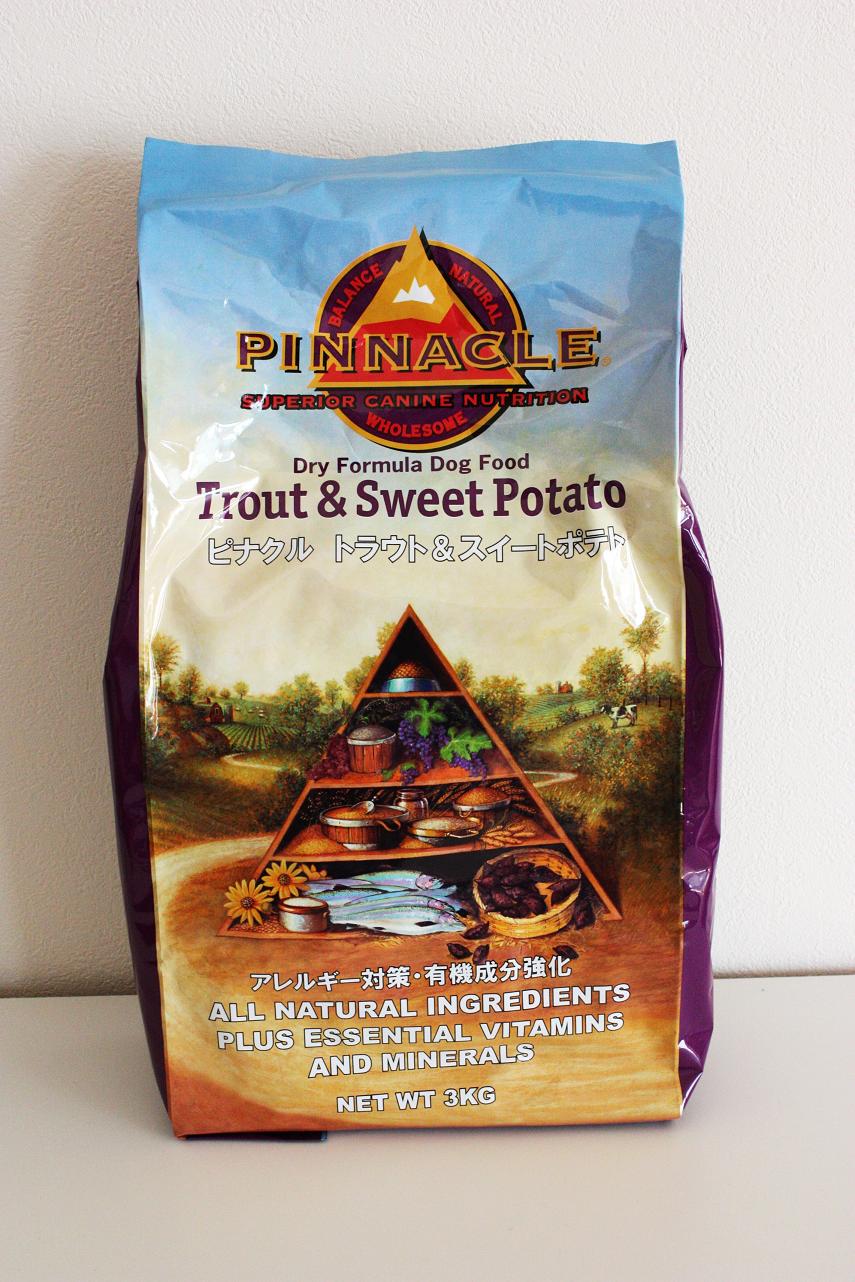 BALANCE NATURAL
PINNACLE®
SUPERIOR CANINE NUTRITION
WHOLESOME
Dry Formula Dog Food
Trout & Sweet Potato
ピナクル トラウト&スイートポテト
アレルギー対策・有機成分強化
ALL NATURAL INGREDIENTS
PLUS ESSENTIAL VITAMINS
AND MINERALS
NET WT 3KG